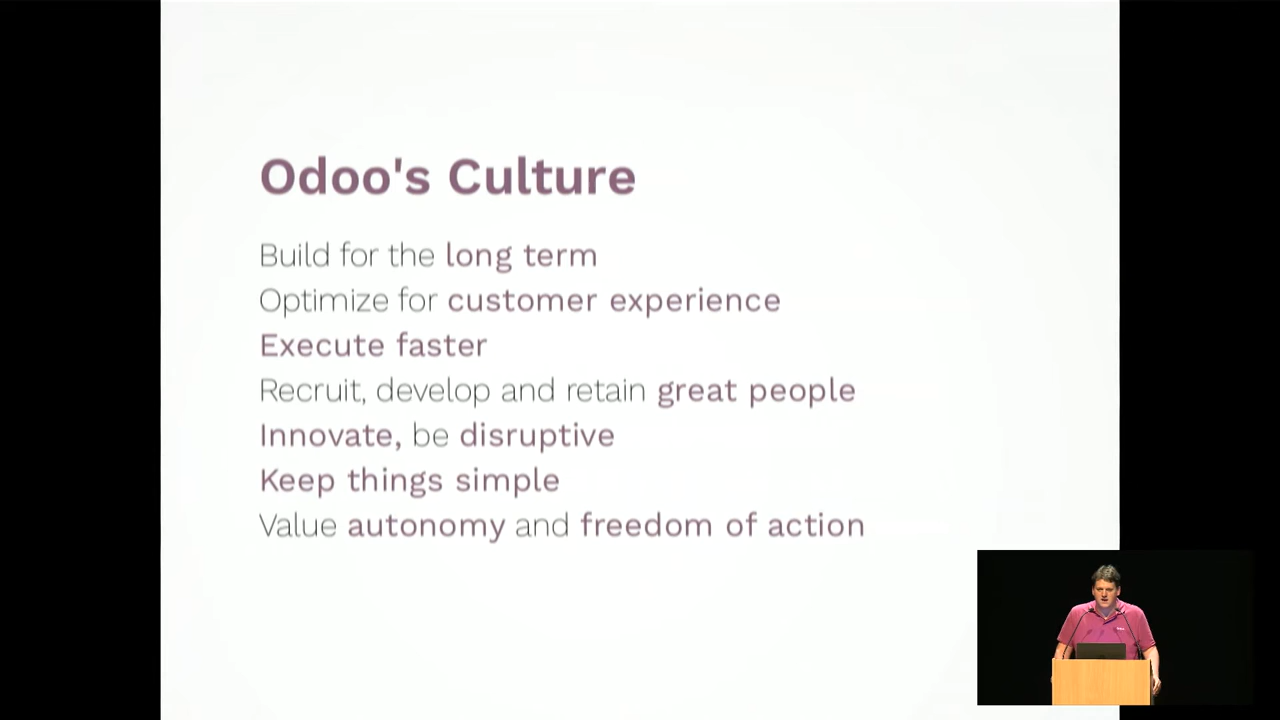 Odoo's Culture
Build for the long term
Optimize for customer experience
Execute faster
Recruit, develop and retain great people
Innovate, be disruptive
Keep things simple
Value autonomy and freedom of action